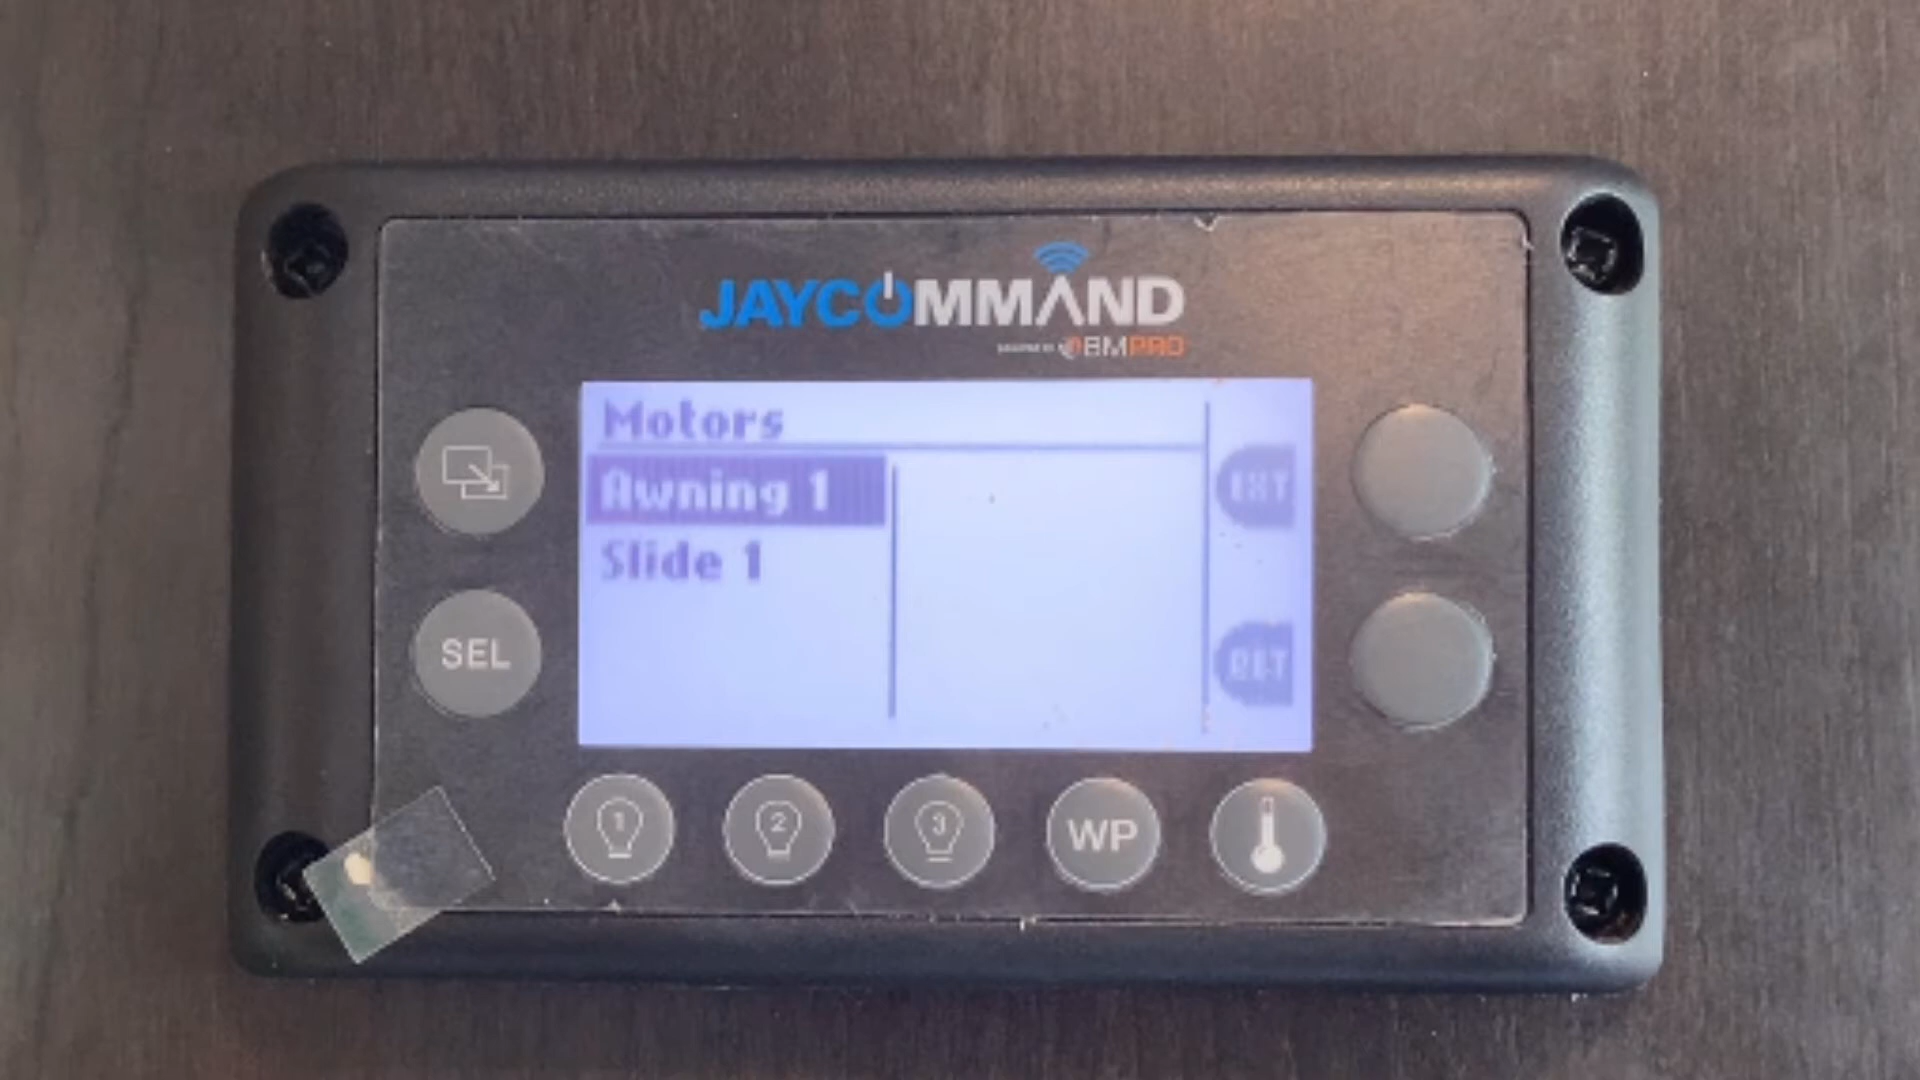 JAYCOMMAND
BMPRO
Motors
Awning 1
EXT
Slide 1
SEL
RET
1
2
3
WP